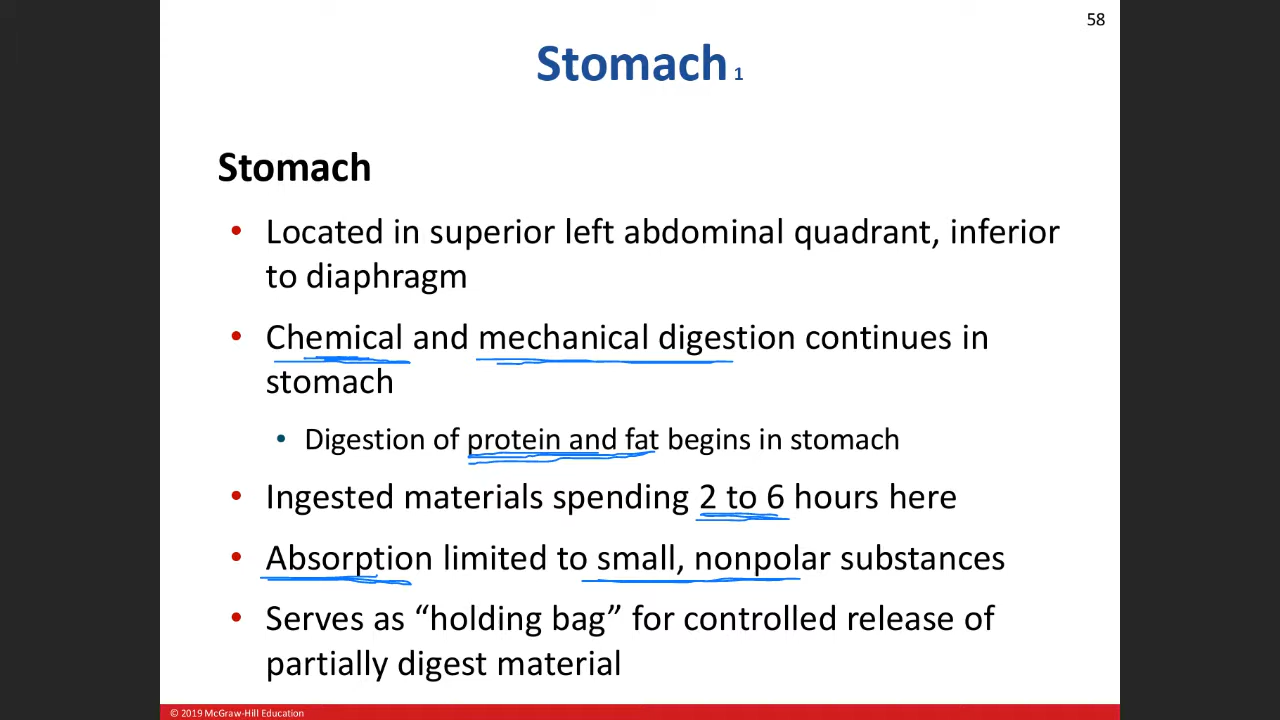 58
Stomach 1
Stomach
• Located in superior left abdominal quadrant, inferior
to diaphragm
• Chemical and mechanical digestion continues in
stomach
• Digestion of protein and fat begins in stomach
• Ingested materials spending 2 to 6 hours here
• Absorption limited to small, nonpolar substances
• Serves as “holding bag” for controlled release of
partially digest material
© 2019 McGraw-Hill Education